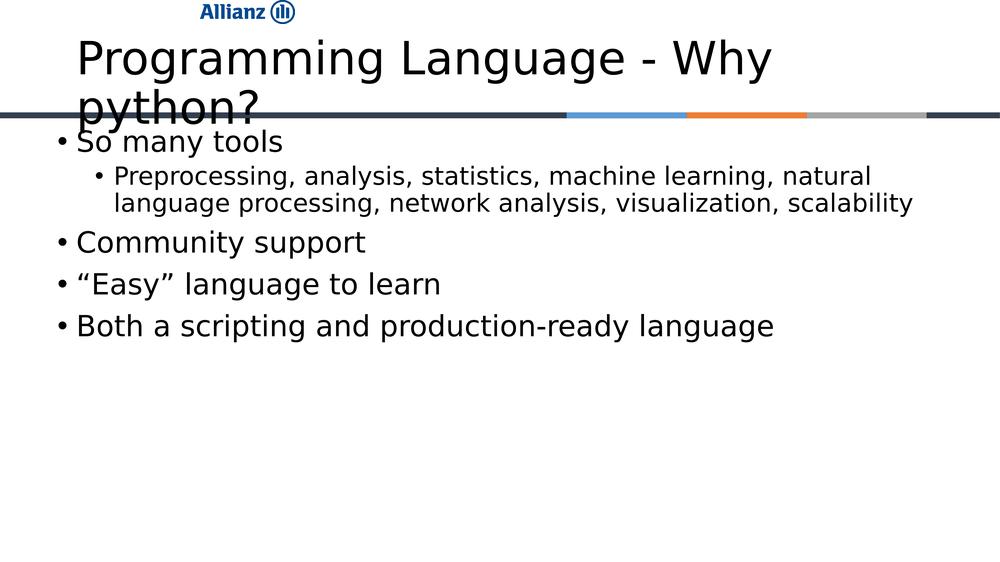 Allianz
Programming Language - Why
python?
• So many tools
• Preprocessing, analysis, statistics, machine learning, natural
language processing, network analysis, visualization, scalability
• Community support
• “Easy” language to learn
• Both a scripting and production-ready language